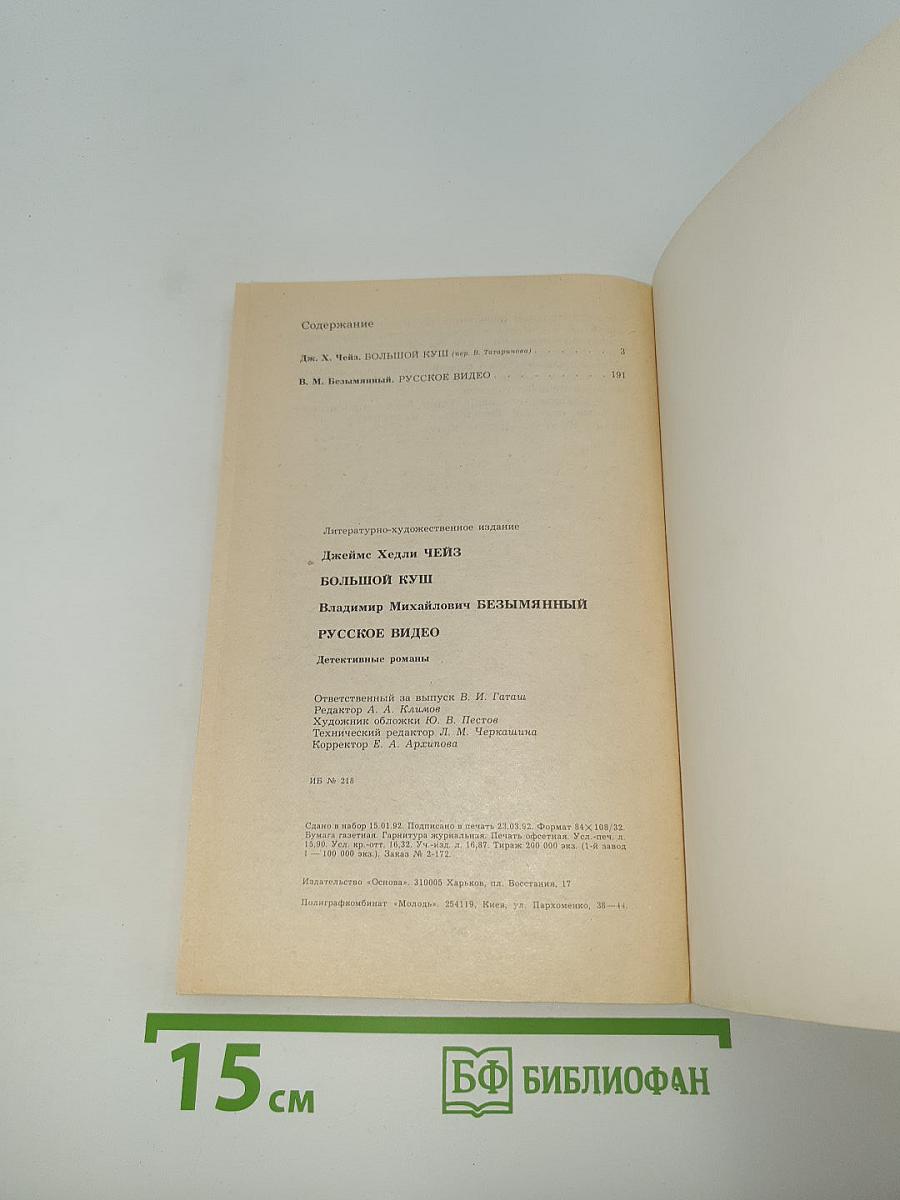 Содержание
Дж. Х. Чейз. БОЛЬШОЙ КУШ (пер. В. Татаринова) . . . . . . . 3
В. М. Безымянный. РУССКОЕ ВИДЕО . . . . . . . . . 191
Литературно-художественное издание
Джеймс Хедли ЧЕЙЗ
БОЛЬШОЙ КУШ
Владимир Михайлович БЕЗЫМЯННЫЙ
РУССКОЕ ВИДЕО
Детективные романы
Ответственный за выпуск В. И. Гаташ
Редактор А. А. Климов
Художник обложки Ю. В. Пестов
Технический редактор Л. М. Черкашина
Корректор Е. А. Архипова
ИБ № 218
Сдано в набор 15.01.92. Подписано в печать 23.03.92. Формат 84×108/32.
Бумага газетная. Гарнитура журнальная. Печать офсетная. Усл.-печ. л.
15,90. Усл. кр.-отт. 16,32. Уч.-изд. л. 16,87. Тираж 200 000 экз. (1-й завод
1 — 100 000 экз.). Заказ № 2-172.
Издательство «Основа». 310005 Харьков, пл. Восстания, 17
Полиграфкомбинат «Молодь». 254119, Киев, ул. Пархоменко, 38—44.
15 см
БФ БИБЛИОФАН